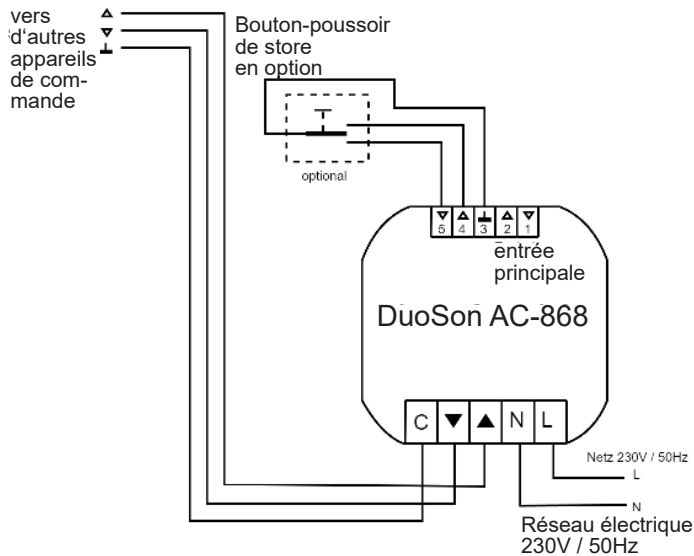 vers
d'autres
appareils
de com-
mande
Bouton-poussoir
de store
en option
optional
5 4 3 2 1
entrée
principale
DuoSon AC-868
C N L
Netz 230V / 50Hz
L
N
Réseau électrique
230V / 50Hz